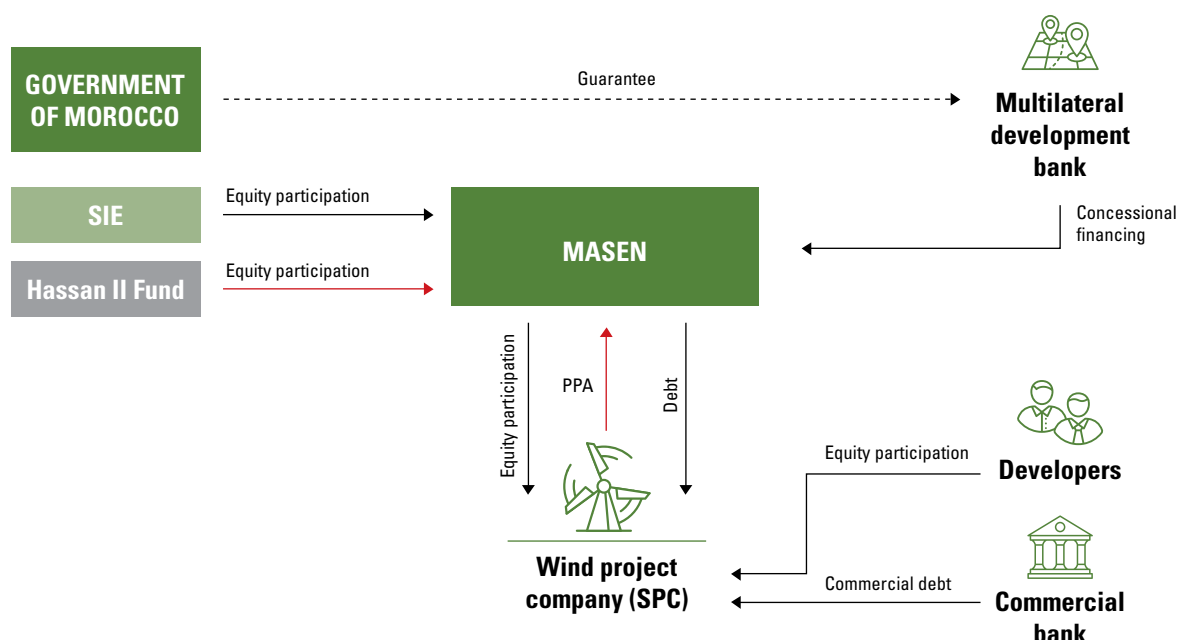 GOVERNMENT
OF MOROCCO
Guarantee
Multilateral
development
bank
SIE
Equity participation
Hassan II Fund
Equity participation
MASEN
Concessional
financing
Equity participation
PPA
Debt
Wind project
company (SPC)
Equity participation
Developers
Commercial debt
Commercial
bank